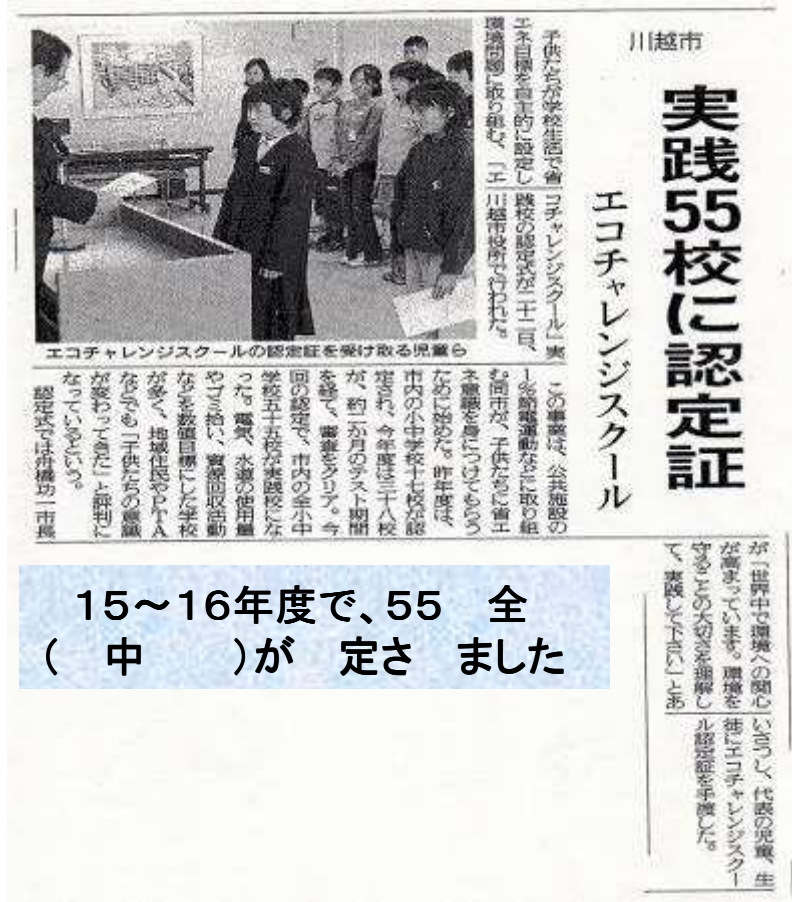 川越市
実践55校に認定証
エコチャレンジスクール
子供たちが学校生活で省
エネ目標を自主的に設定し
環境問題に取り組む、「エ
コチャレンジスクール」実
践校の認定式が二十二日、
川越市役所で行われた。
エコチャレンジスクールの認定証を受け取る児童ら
この事業は、公共施設の
1%節電運動などに取り組
む同市が、子供たちに省エ
ネ意識を身につけてもらう
ために始めた。昨年度は、
市内の小中学校十七校が認
定され、今年度は三十八校
が、約二か月のテスト期間
を経て、審査をクリア。今
回の認定で、市内の全小中
学校五十五校が実践校にな
った。電気、水道の使用量
やゴミ拾い、資源回収活動
などを数値目標にした学校
が多く、地域住民やPTA
などでも「子供たちの意識
が変わってきた」と評判に
なっているという。
認定式では舟橋功一市長
が「世界中で環境への関心
が高まっています。環境を
守ることの大切さを理解し
て、実践して下さい」とあ
いさつし、代表の児童、生
徒にエコチャレンジスクー
ル認定証を手渡した。
15～16年度で、55 全
( 中 )が 定さ ました